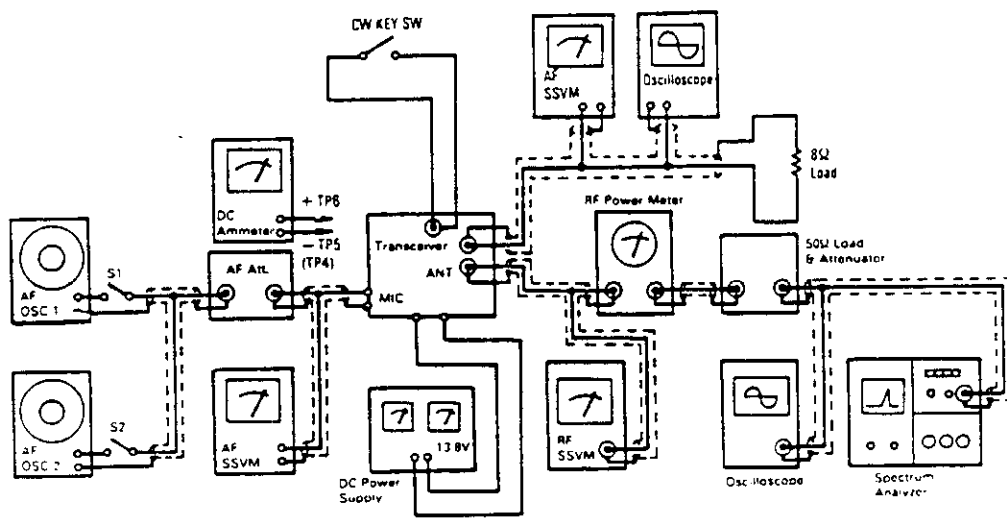 CW KEY SW
AF
SSVM
Oscilloscope
8Ω
Load
DC
Ammeter
+ TP6
− TP5
(TP4)
RF Power Meter
Transceiver
ANT
MIC
50Ω Load
& Attenuator
S1
AF Att.
AF
OSC 1
S2
AF
OSC 2
AF
SSVM
13.8V
DC Power
Supply
RF
SSVM
Oscilloscope
Spectrum
Analyzer